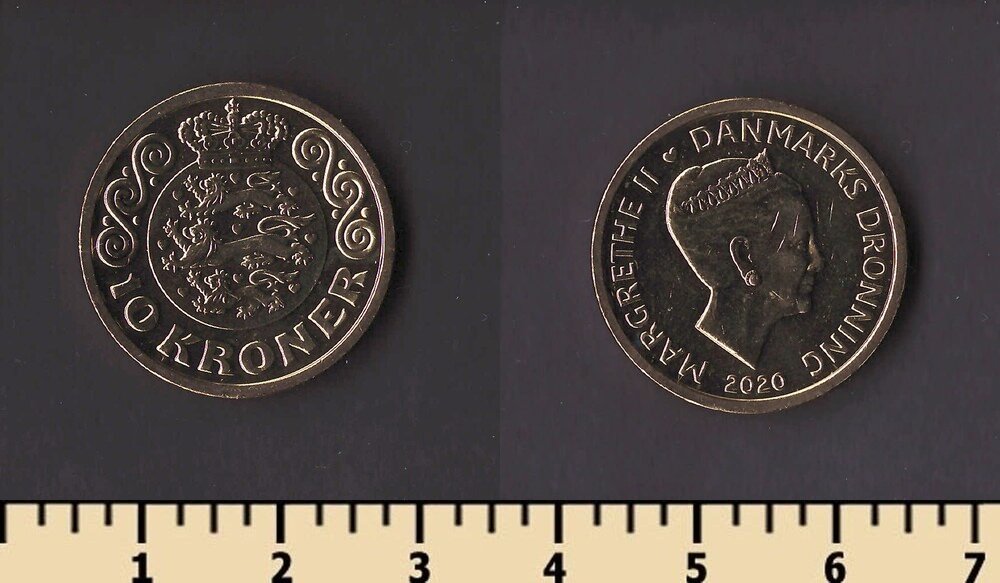 10 KRONER
MARGRETHE II ♥ DANMARKS DRONNING
2020
1 2 3 4 5 6 7